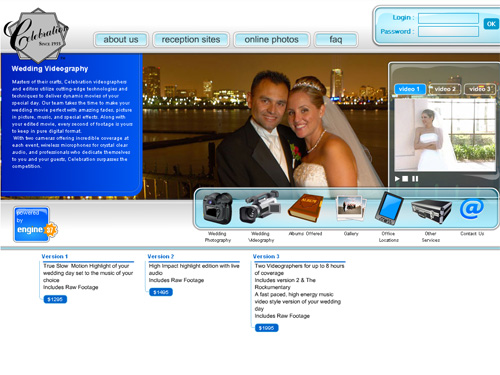 Celebration
SINCE 1955
about us
reception sites
online photos
faq
Login :
Password :
OK
Wedding Videography
Masters of their crafts, Celebration videographers
and editors utilize cutting-edge technologies and
techniques to deliver dynamic movies of your
special day. Our team takes the time to make your
wedding movie perfect with amazing fades, picture
in picture, music, and special effects. Along with
your edited movie, every second of footage is yours
to keep in pure digital format.
With two cameras offering incredible coverage at
each event, wireless microphones for crystal clear
audio, and professionals who dedicate themselves
to you and your guests, Celebration surpasses the
competition.
video 1
video 2
video 3
powered
by
engine
37
ALBUM
Wedding
Photography
Wedding
Videography
Albums Offered
Gallery
Office
Locations
Other
Services
Contact Us
Version 1
True Slow Motion Highlight of your
wedding day set to the music of your
choice
Includes Raw Footage
$1295
Version 2
High Impact highlight edition with live
audio
Includes Raw Footage
$1495
Version 3
Two Videographers for up to 8 hours
of coverage
Includes version 2 & The
Rockumentary
A fast paced, high energy music
video style version of your wedding
day
Includes Raw Footage
$1995